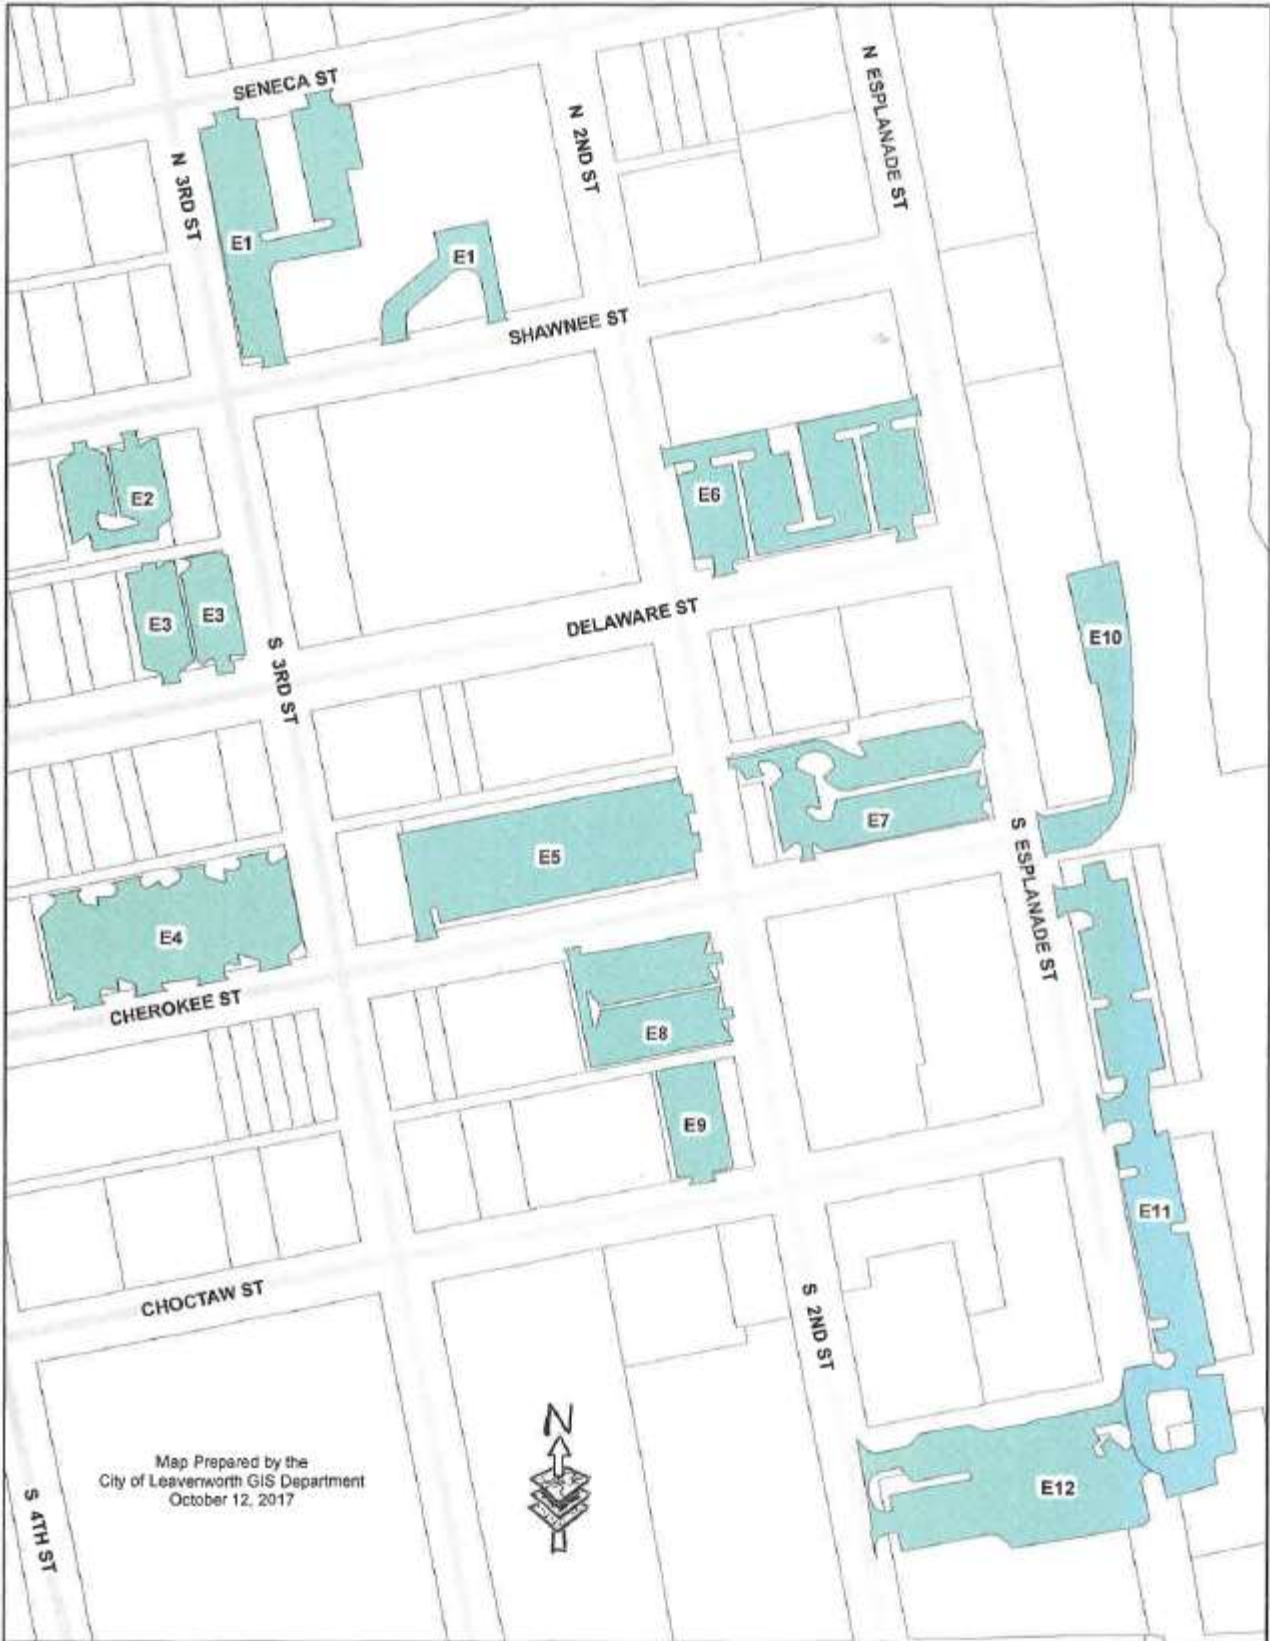 SENECA ST
N ESPLANADE ST
N 2ND ST
N 3RD ST
E1
E1
SHAWNEE ST
E2
E6
E3
E3
DELAWARE ST
E10
S 3RD ST
E7
E5
S ESPLANADE ST
E4
CHEROKEE ST
E8
E9
E11
CHOCTAW ST
S 2ND ST
N
Map Prepared by the
City of Leavenworth GIS Department
October 12, 2017
E12
S 4TH ST